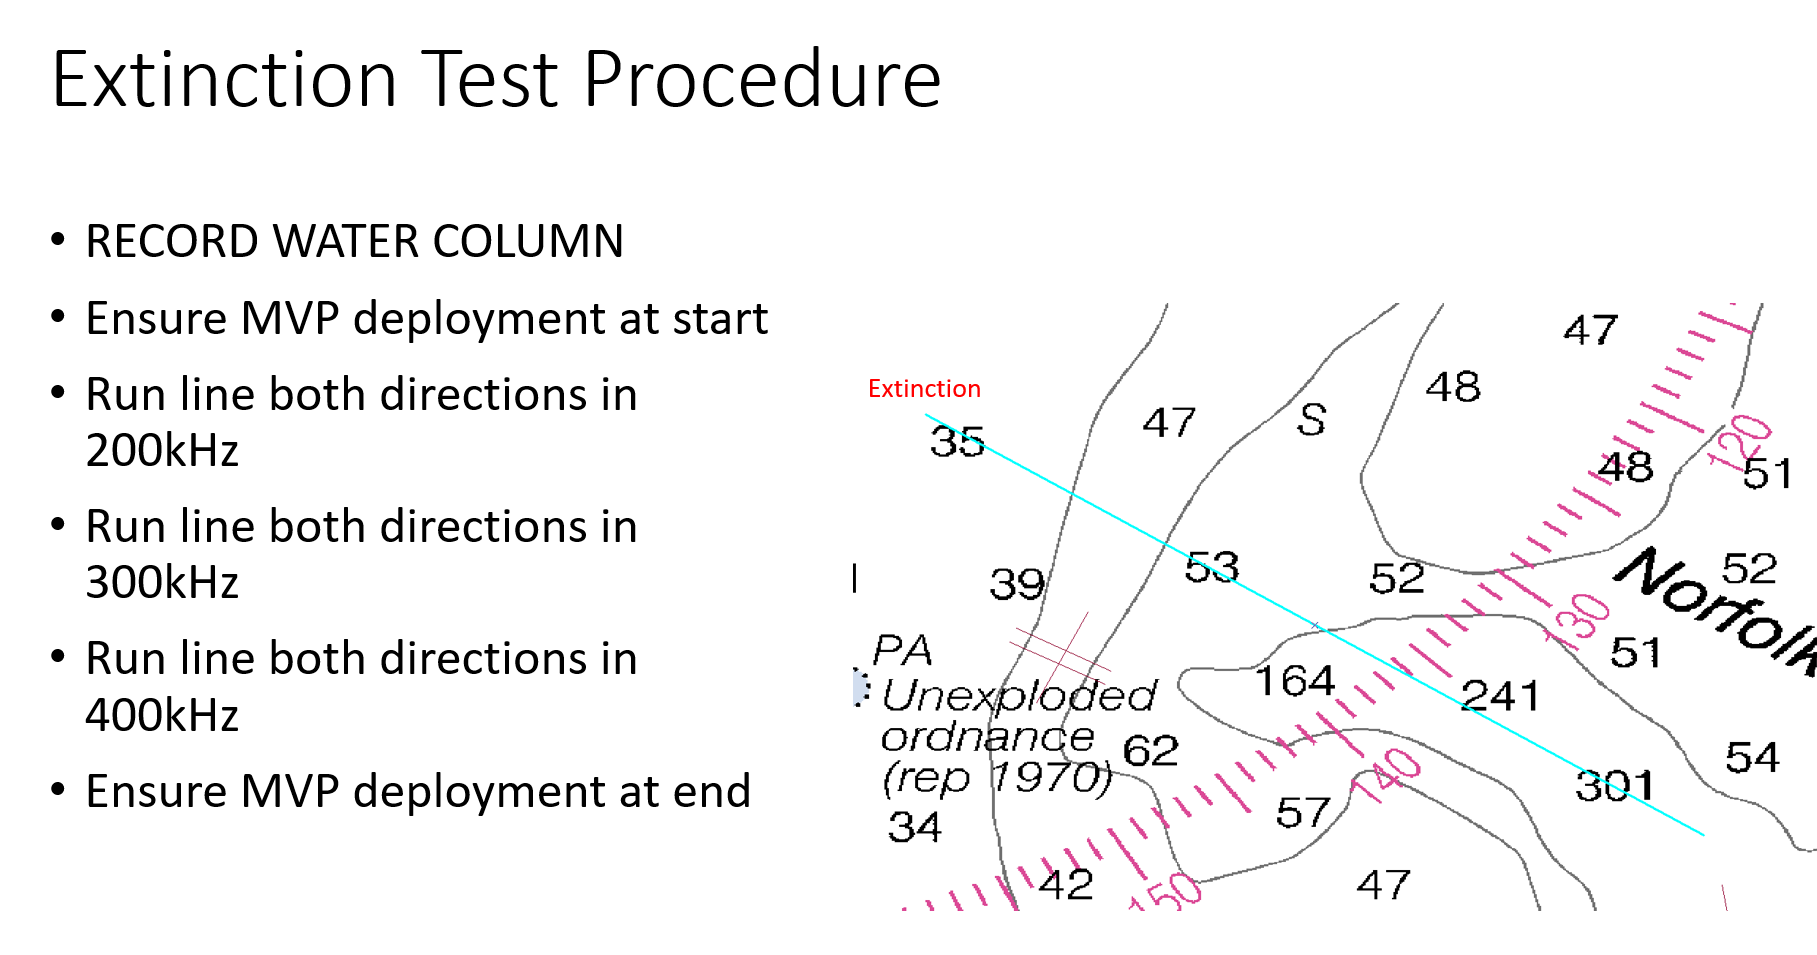 Extinction Test Procedure
• RECORD WATER COLUMN
• Ensure MVP deployment at start
• Run line both directions in
200kHz
• Run line both directions in
300kHz
• Run line both directions in
400kHz
• Ensure MVP deployment at end
47
Extinction
48
47
S
35
120
48
51
53
52
52
39
130
Norfolk
PA
51
164
241
Unexploded
ordnance
62
54
(rep 1970)
140
301
57
34
42
150
47